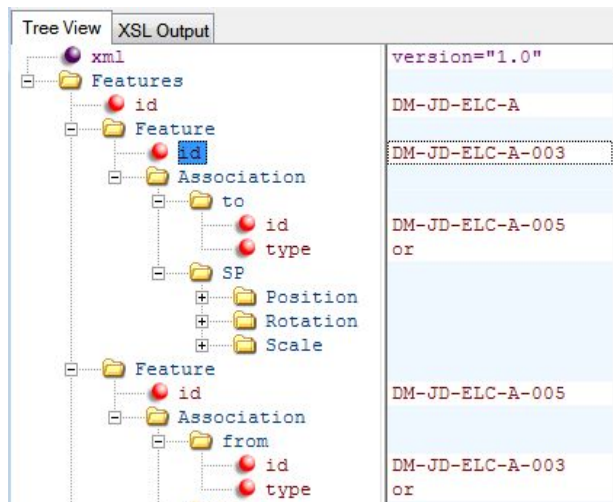 Tree View XSL Output
xml version="1.0"
Features
id DM-JD-ELC-A
Feature
id DM-JD-ELC-A-003
Association
to
id DM-JD-ELC-A-005
type or
SP
Position
Rotation
Scale
Feature
id DM-JD-ELC-A-005
Association
from
id DM-JD-ELC-A-003
type or